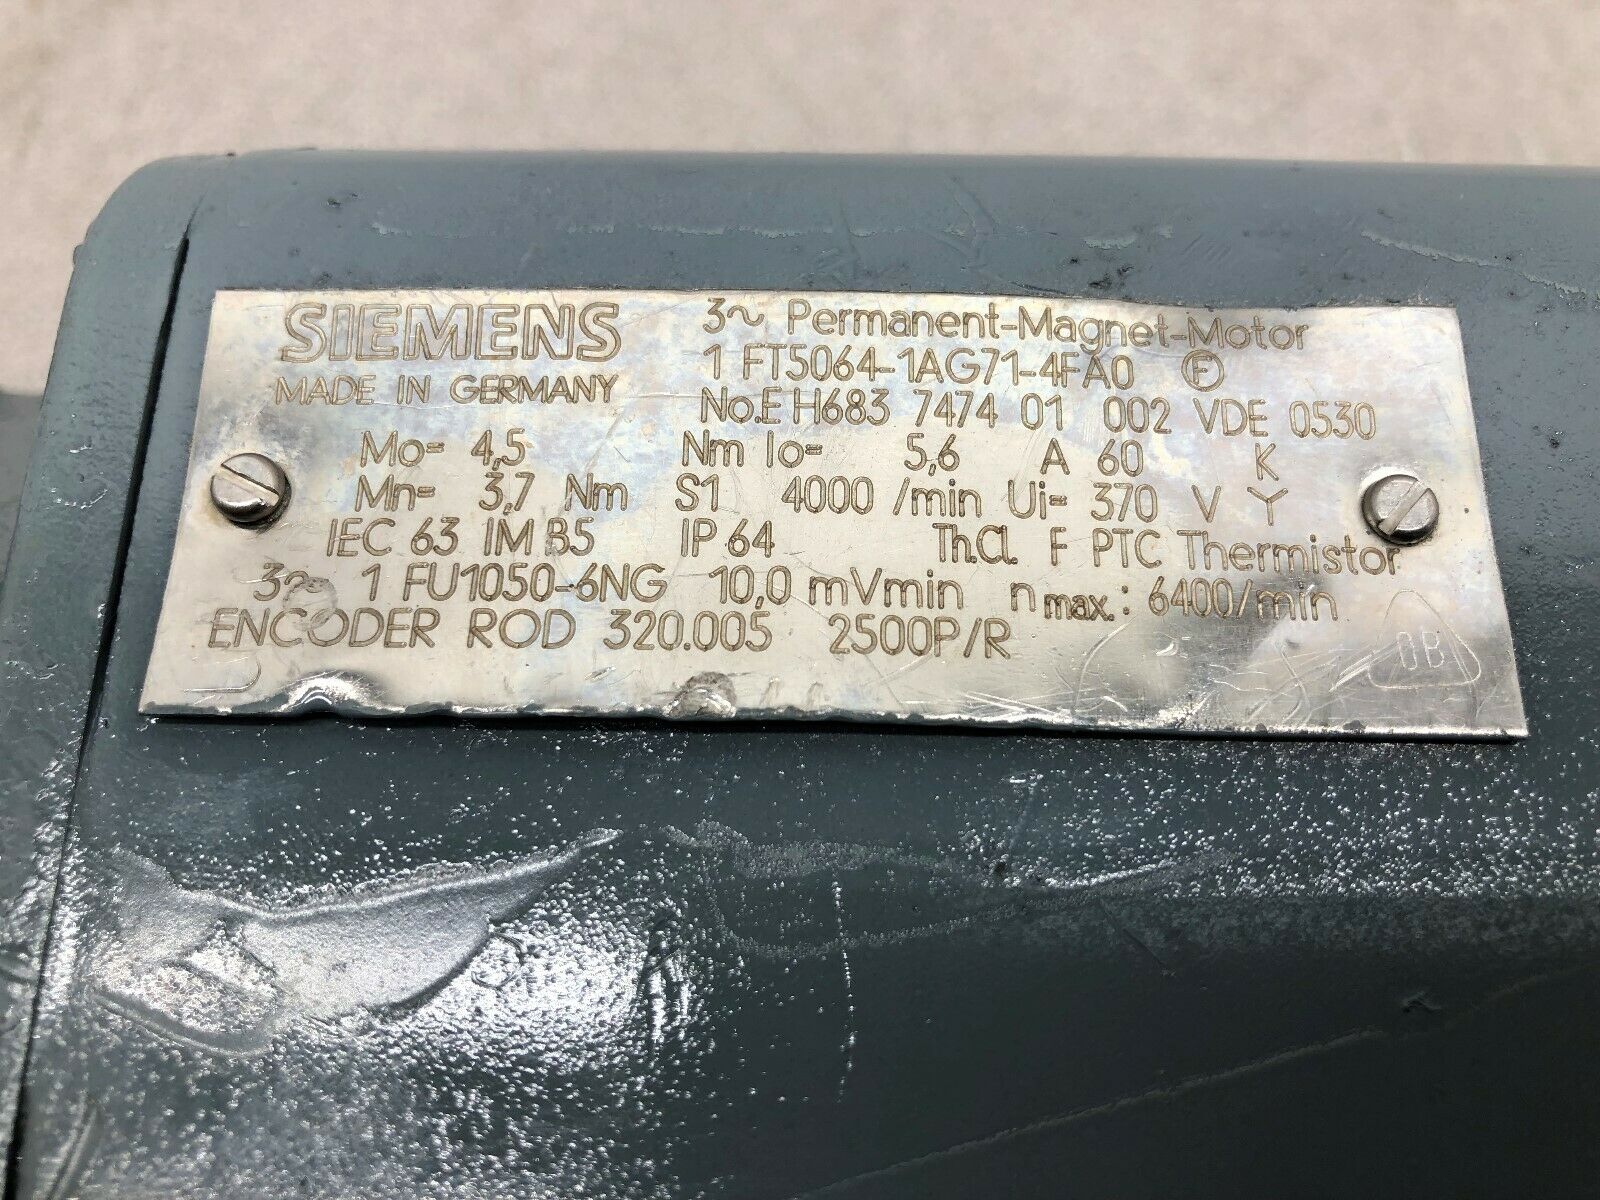 SIEMENS 3~ Permanent-Magnet-Motor
MADE IN GERMANY 1 FT5064-1AG71-4FA0 F
No.E H683 7474 01 002 VDE 0530
Mo= 4,5 Nm Io= 5,6 A 60 K
Mn= 3,7 Nm S1 4000 /min Ui= 370 V Y
IEC 63 IM B5 IP 64 Th.Cl. F PTC Thermistor
3~ 1 FU1050-6NG 10,0 mVmin n max.: 6400/min
ENCODER ROD 320.005 2500P/R